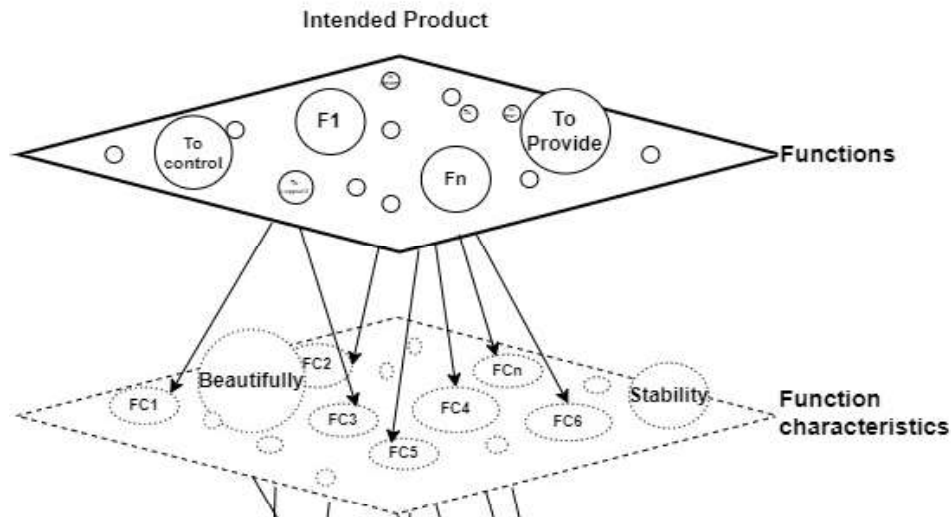 Intended Product
F1
To
Provide
To
control
Functions
Fn
FC2
FCn
Beautifully
Stability
FC1
FC3
FC4
FC6
Function
characteristics
FC5